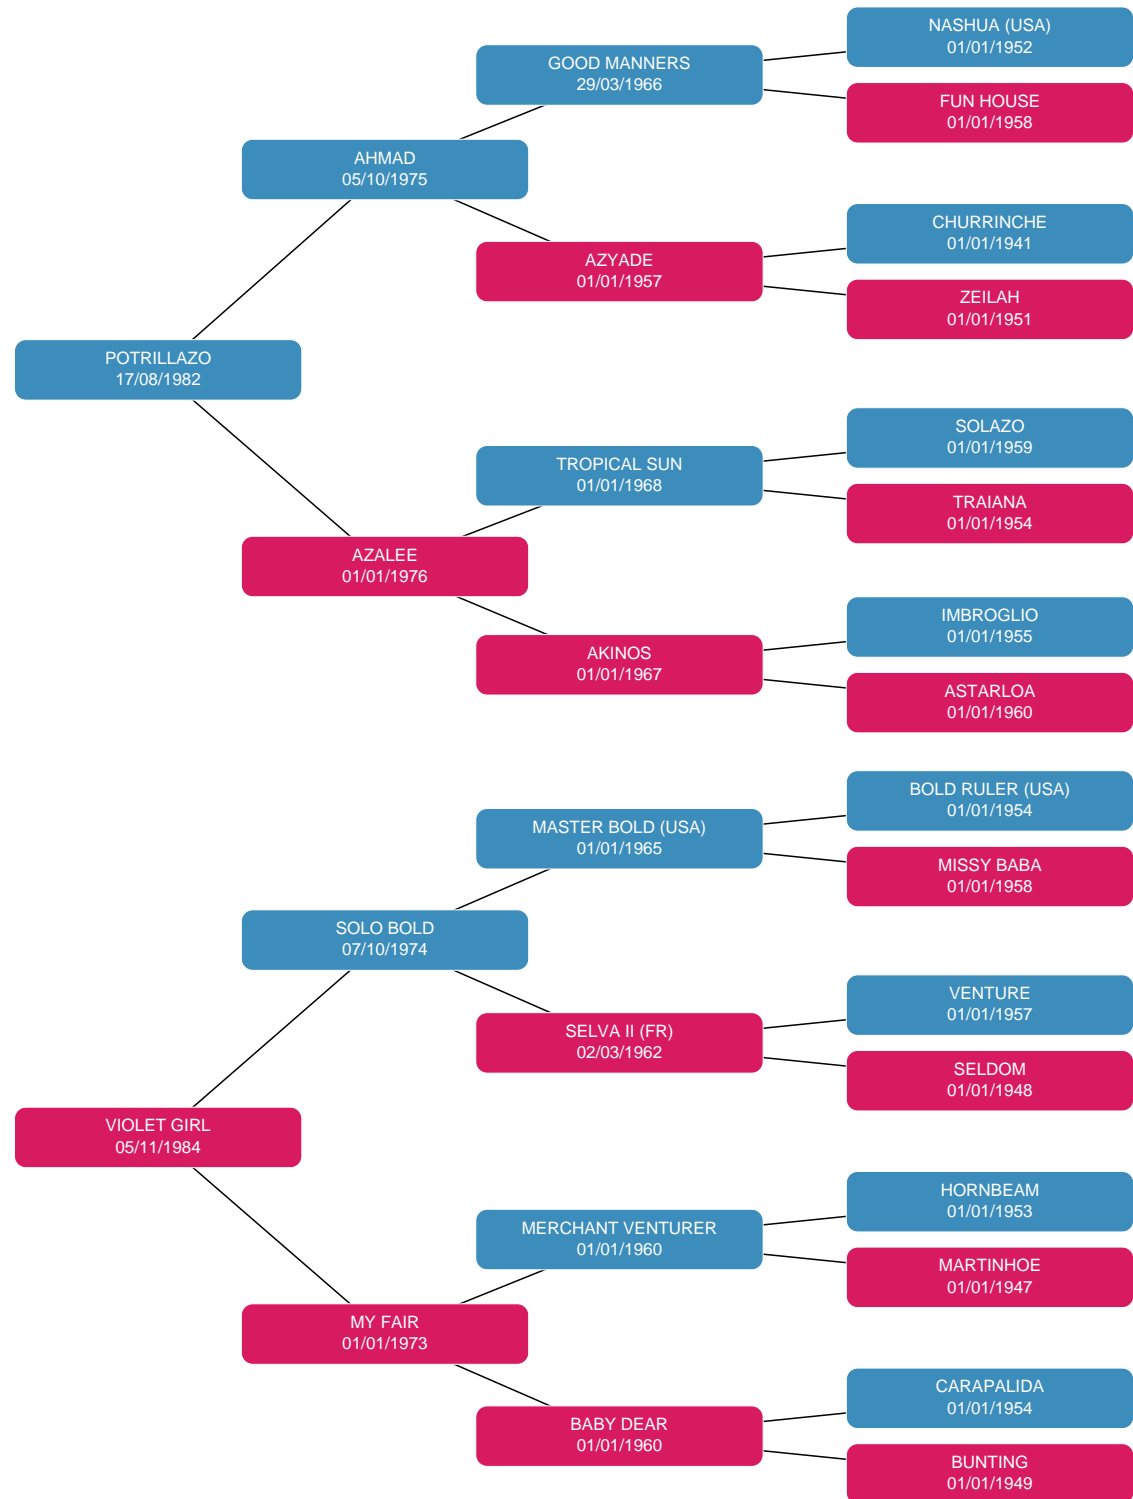 NASHUA (USA)
01/01/1952
GOOD MANNERS
29/03/1966
FUN HOUSE
01/01/1958
AHMAD
05/10/1975
CHURRINCHE
01/01/1941
AZYADE
01/01/1957
ZEILAH
01/01/1951
POTRILLAZO
17/08/1982
SOLAZO
01/01/1959
TROPICAL SUN
01/01/1968
TRAIANA
01/01/1954
AZALEE
01/01/1976
IMBROGLIO
01/01/1955
AKINOS
01/01/1967
ASTARLOA
01/01/1960
BOLD RULER (USA)
01/01/1954
MASTER BOLD (USA)
01/01/1965
MISSY BABA
01/01/1958
SOLO BOLD
07/10/1974
VENTURE
01/01/1957
SELVA II (FR)
02/03/1962
SELDOM
01/01/1948
VIOLET GIRL
05/11/1984
HORNBEAM
01/01/1953
MERCHANT VENTURER
01/01/1960
MARTINHOE
01/01/1947
MY FAIR
01/01/1973
CARAPALIDA
01/01/1954
BABY DEAR
01/01/1960
BUNTING
01/01/1949